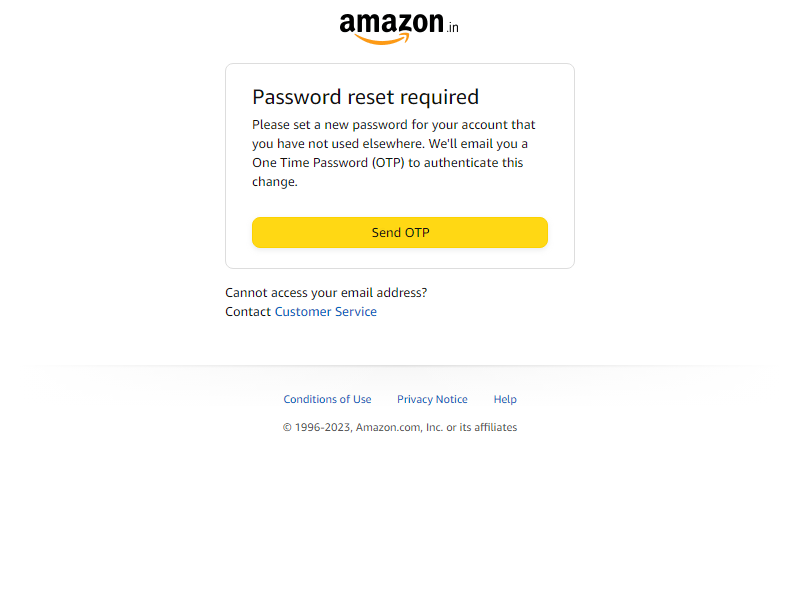 amazon.in
Password reset required
Please set a new password for your account that
you have not used elsewhere. We'll email you a
One Time Password (OTP) to authenticate this
change.
Send OTP
Cannot access your email address?
Contact Customer Service
Conditions of Use Privacy Notice Help
© 1996-2023, Amazon.com, Inc. or its affiliates